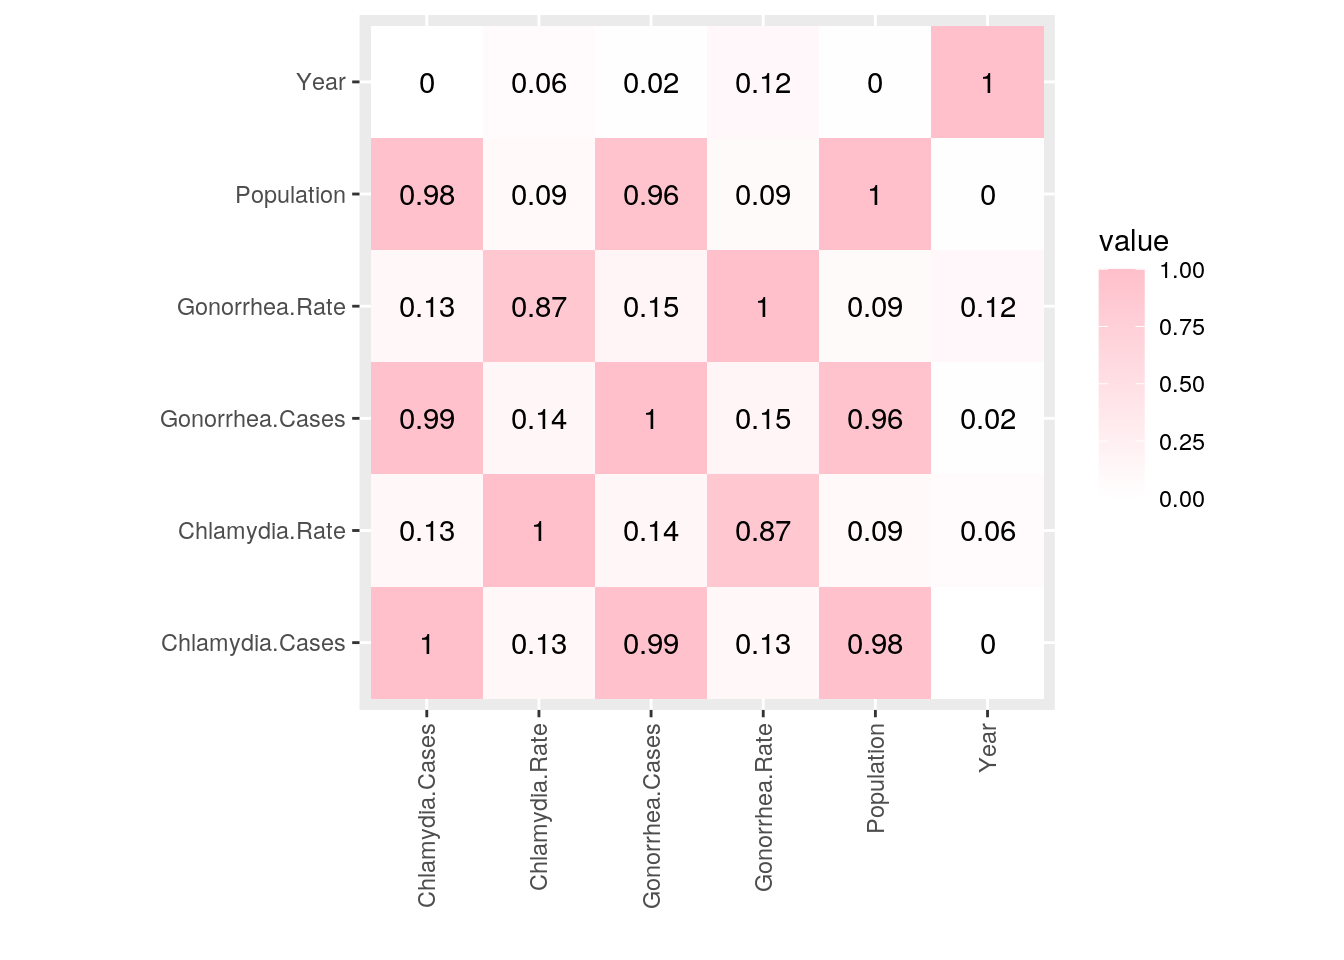 Year 0 0.06 0.02 0.12 0 1
Population 0.98 0.09 0.96 0.09 1 0
Gonorrhea.Rate 0.13 0.87 0.15 1 0.09 0.12
Gonorrhea.Cases 0.99 0.14 1 0.15 0.96 0.02
Chlamydia.Rate 0.13 1 0.14 0.87 0.09 0.06
Chlamydia.Cases 1 0.13 0.99 0.13 0.98 0
Chlamydia.Cases
Chlamydia.Rate
Gonorrhea.Cases
Gonorrhea.Rate
Population
Year
value
1.00
0.75
0.50
0.25
0.00